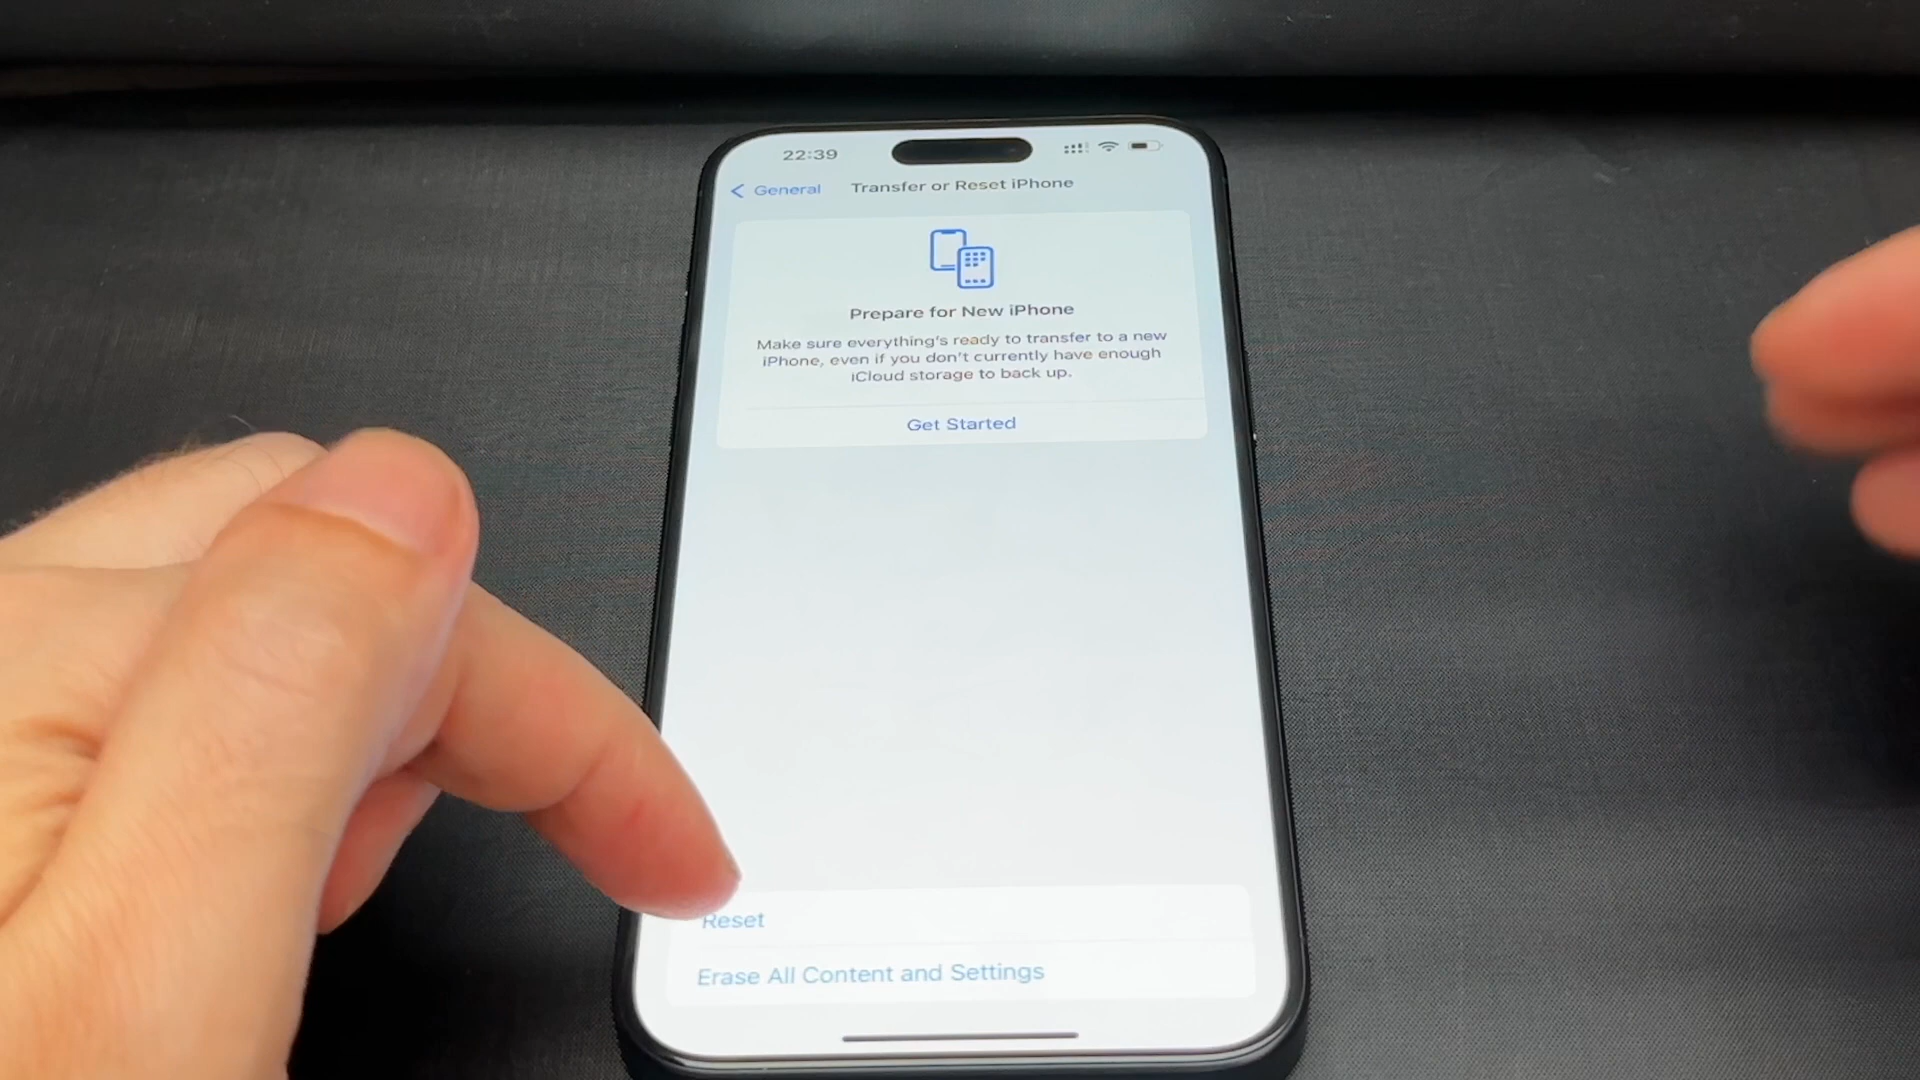 22:39
General
Transfer or Reset iPhone
Prepare for New iPhone
Make sure everything's ready to transfer to a new
iPhone, even if you don't currently have enough
iCloud storage to back up.
Get Started
Reset
Erase All Content and Settings